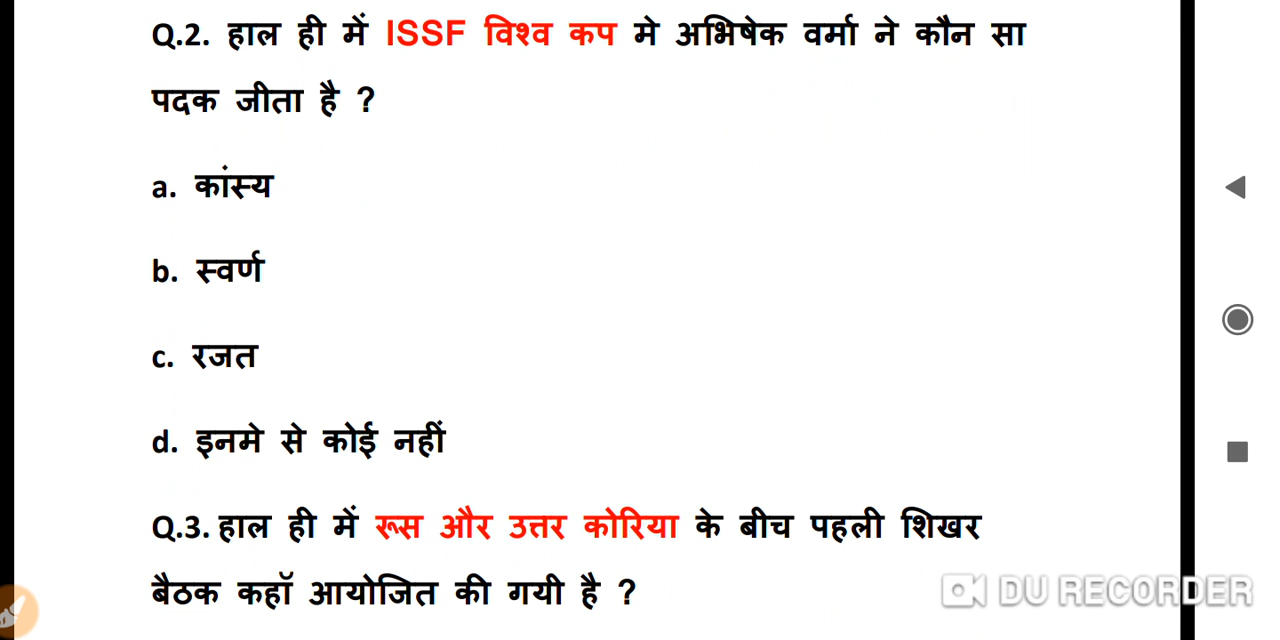 Q.2. हाल ही में ISSF विश्व कप मे अभिषेक वर्मा ने कौन सा
पदक जीता है ?
a. कांस्य
b. स्वर्ण
c. रजत
d. इनमे से कोई नहीं
Q.3. हाल ही में रूस और उत्तर कोरिया के बीच पहली शिखर
बैठक कहॉ आयोजित की गयी है ?
DU RECORDER